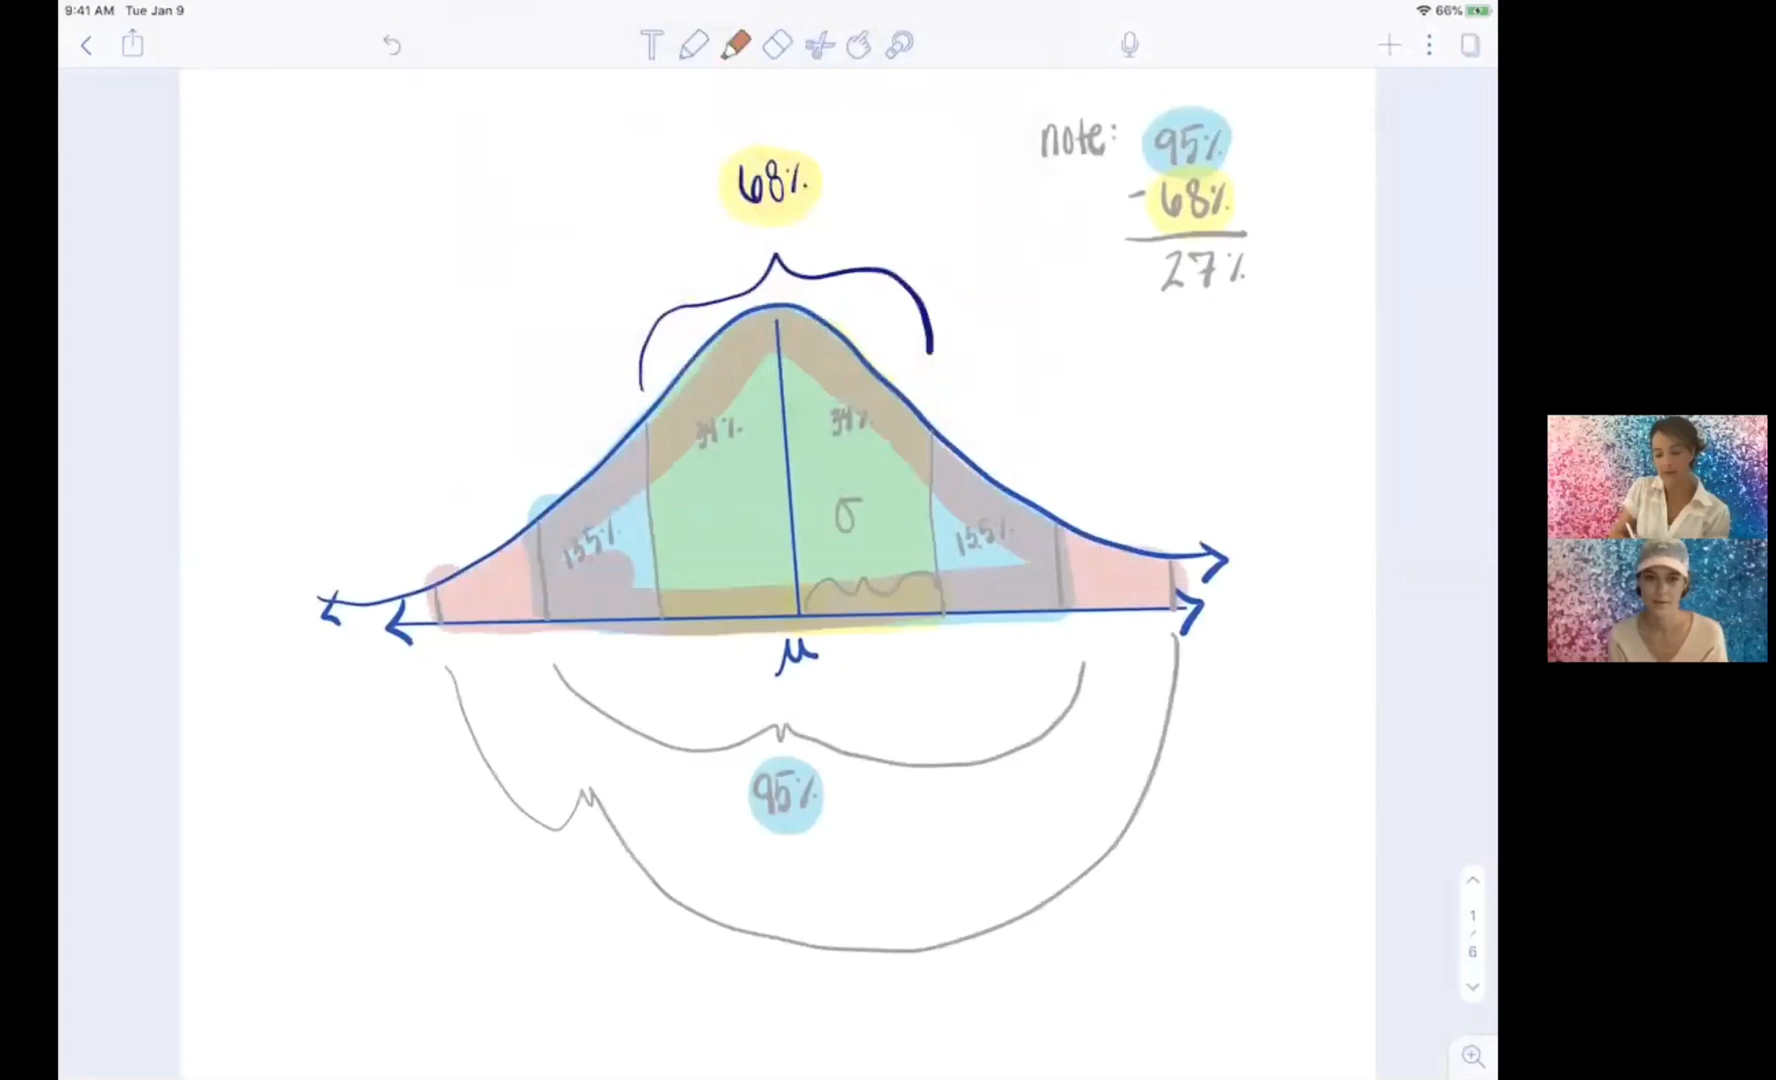 9:41 AM Tue Jan 9
66%
note: 95%
- 68%
27%
68%
34%. 34%
σ
13.5% 13.5%
μ
95%
1
/
6